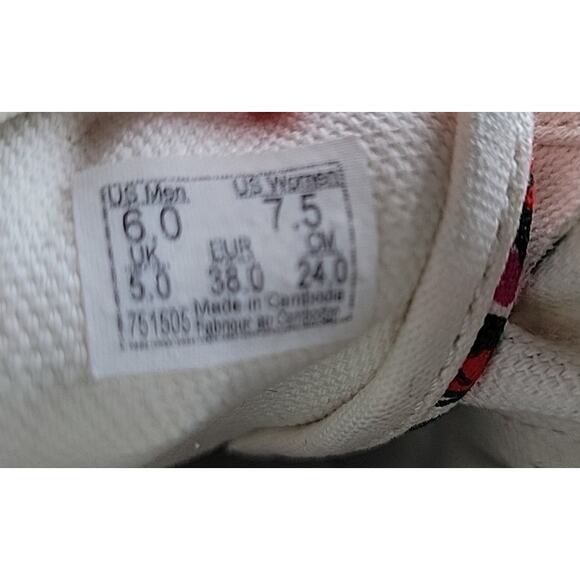 US Men US Women
6.0 7.5
UK EUR CM
5.0 38.0 24.0
751505 Made in Cambodia
Fabriqué au Cambodge